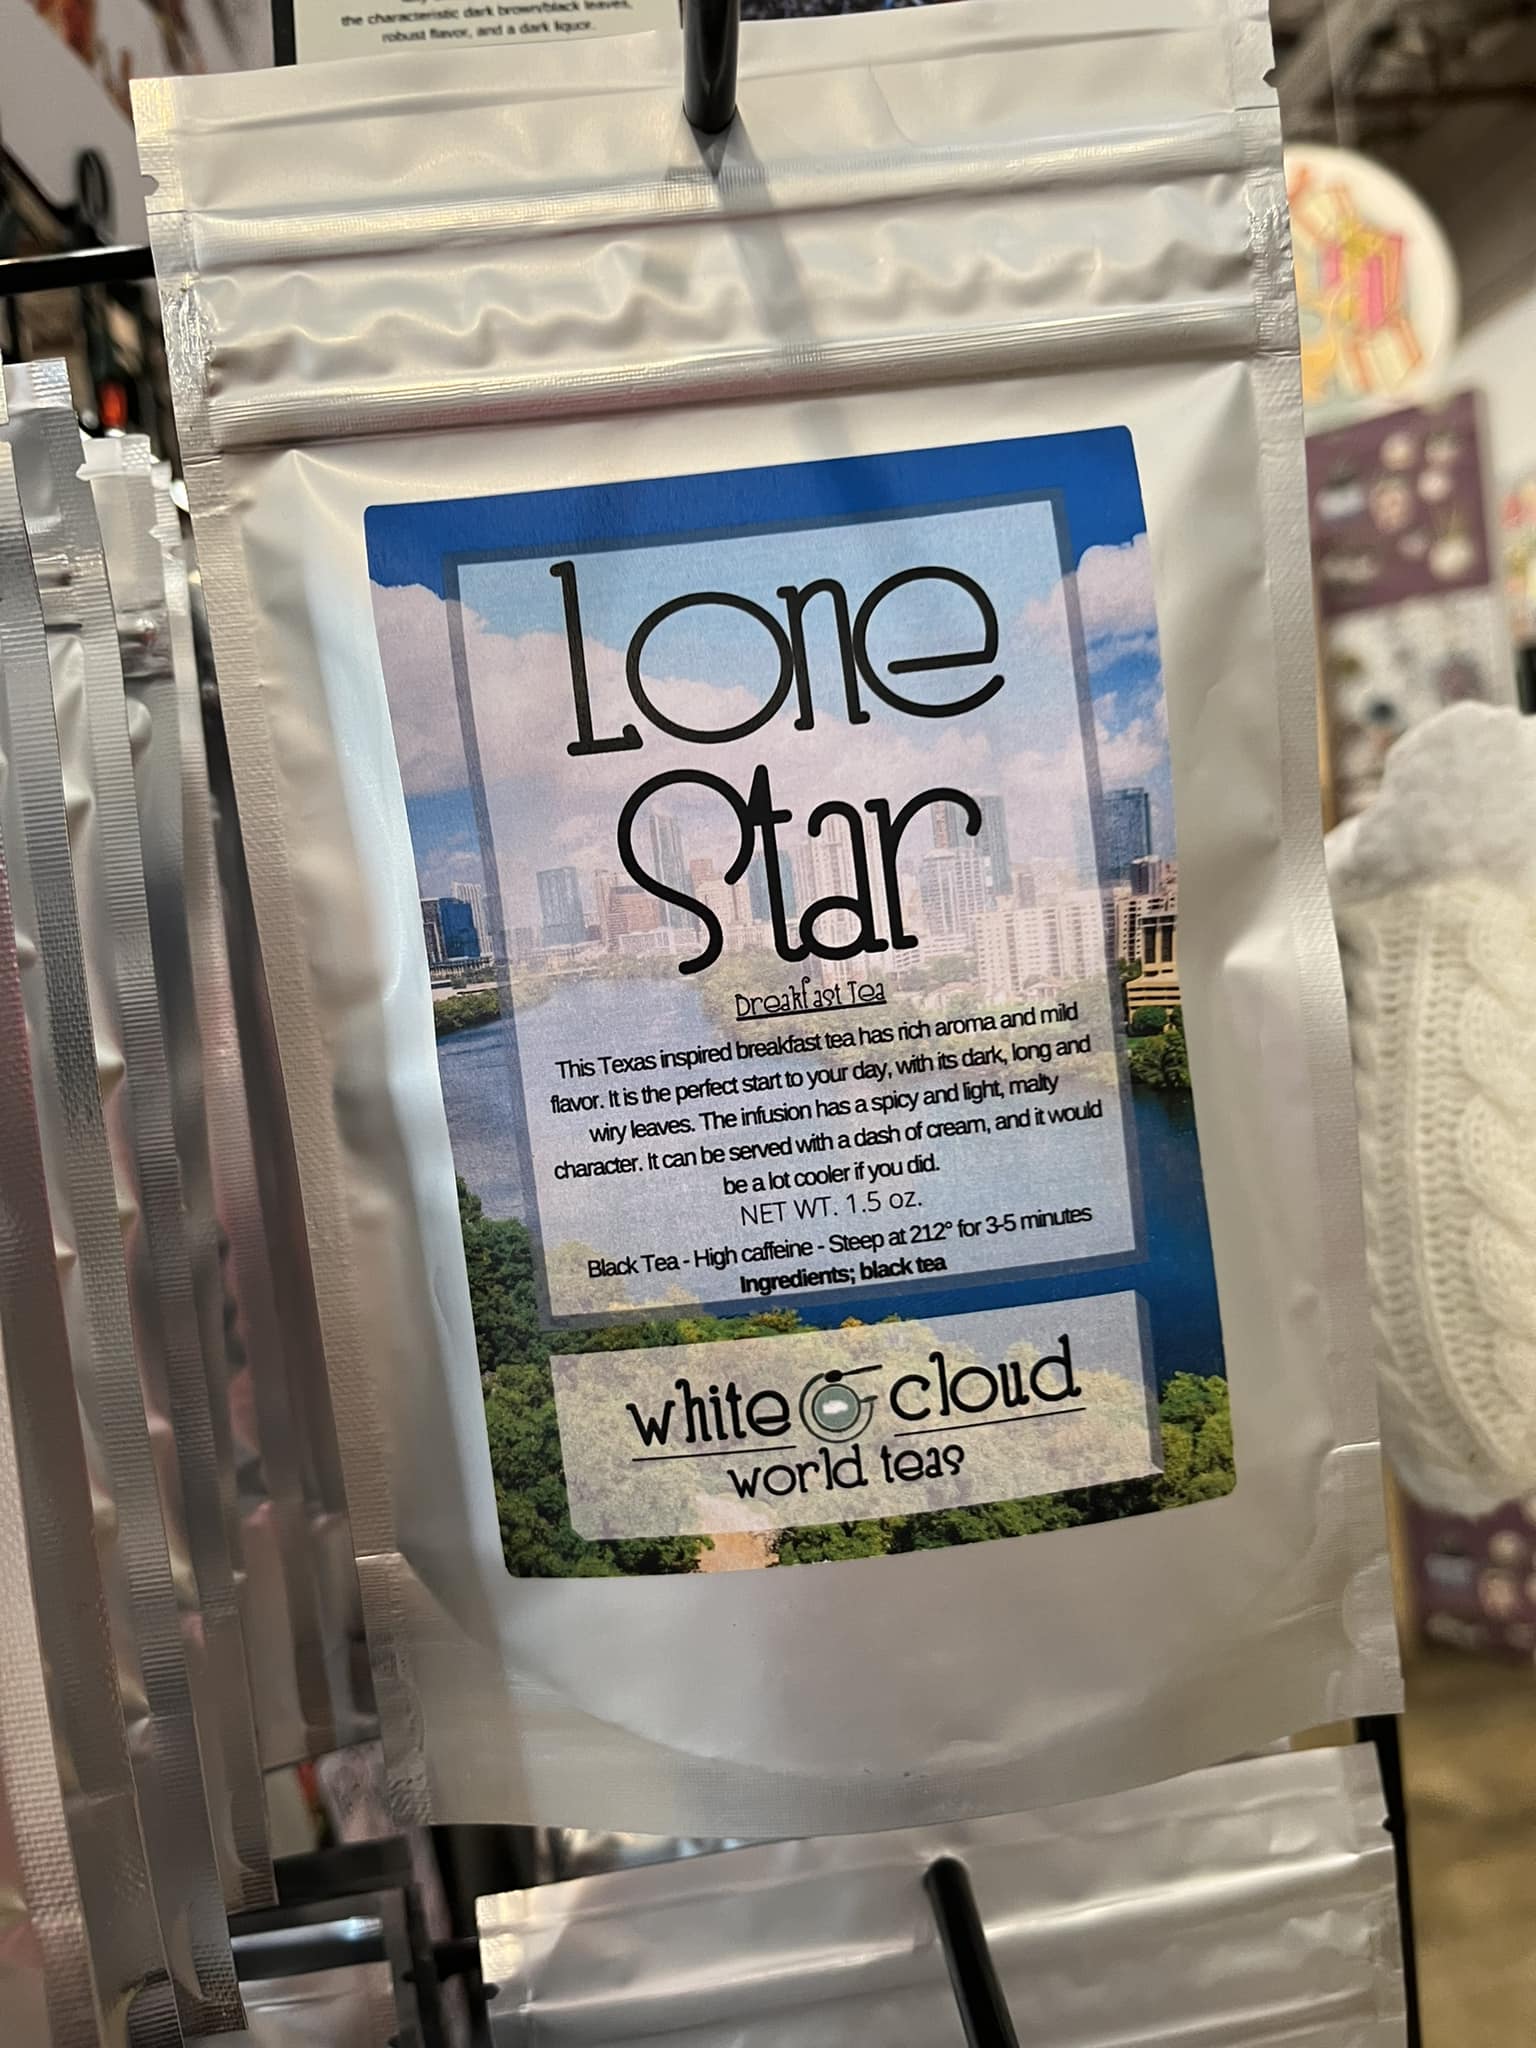 the characteristic dark brown/black leaves,
robust flavor, and a dark liquor.
Lone
Star
Breakfast Tea
This Texas inspired breakfast tea has rich aroma and mild
flavor. It is the perfect start to your day, with its dark, long and
wiry leaves. The infusion has a spicy and light, malty
character. It can be served with a dash of cream, and it would
be a lot cooler if you did.
NET WT. 1.5 oz.
Black Tea - High caffeine - Steep at 212° for 3-5 minutes
Ingredients; black tea
white cloud
world teas